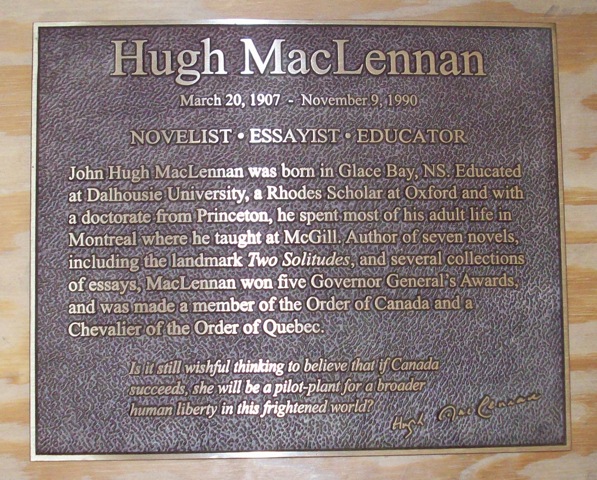 Hugh MacLennan
March 20, 1907 - November 9, 1990
NOVELIST • ESSAYIST • EDUCATOR
John Hugh MacLennan was born in Glace Bay, NS. Educated
at Dalhousie University, a Rhodes Scholar at Oxford and with
a doctorate from Princeton, he spent most of his adult life in
Montreal where he taught at McGill. Author of seven novels,
including the landmark Two Solitudes, and several collections
of essays, MacLennan won five Governor General's Awards,
and was made a member of the Order of Canada and a
Chevalier of the Order of Quebec.
Is it still wishful thinking to believe that if Canada
succeeds, she will be a pilot-plant for a broader
human liberty in this frightened world?
Hugh MacLennan